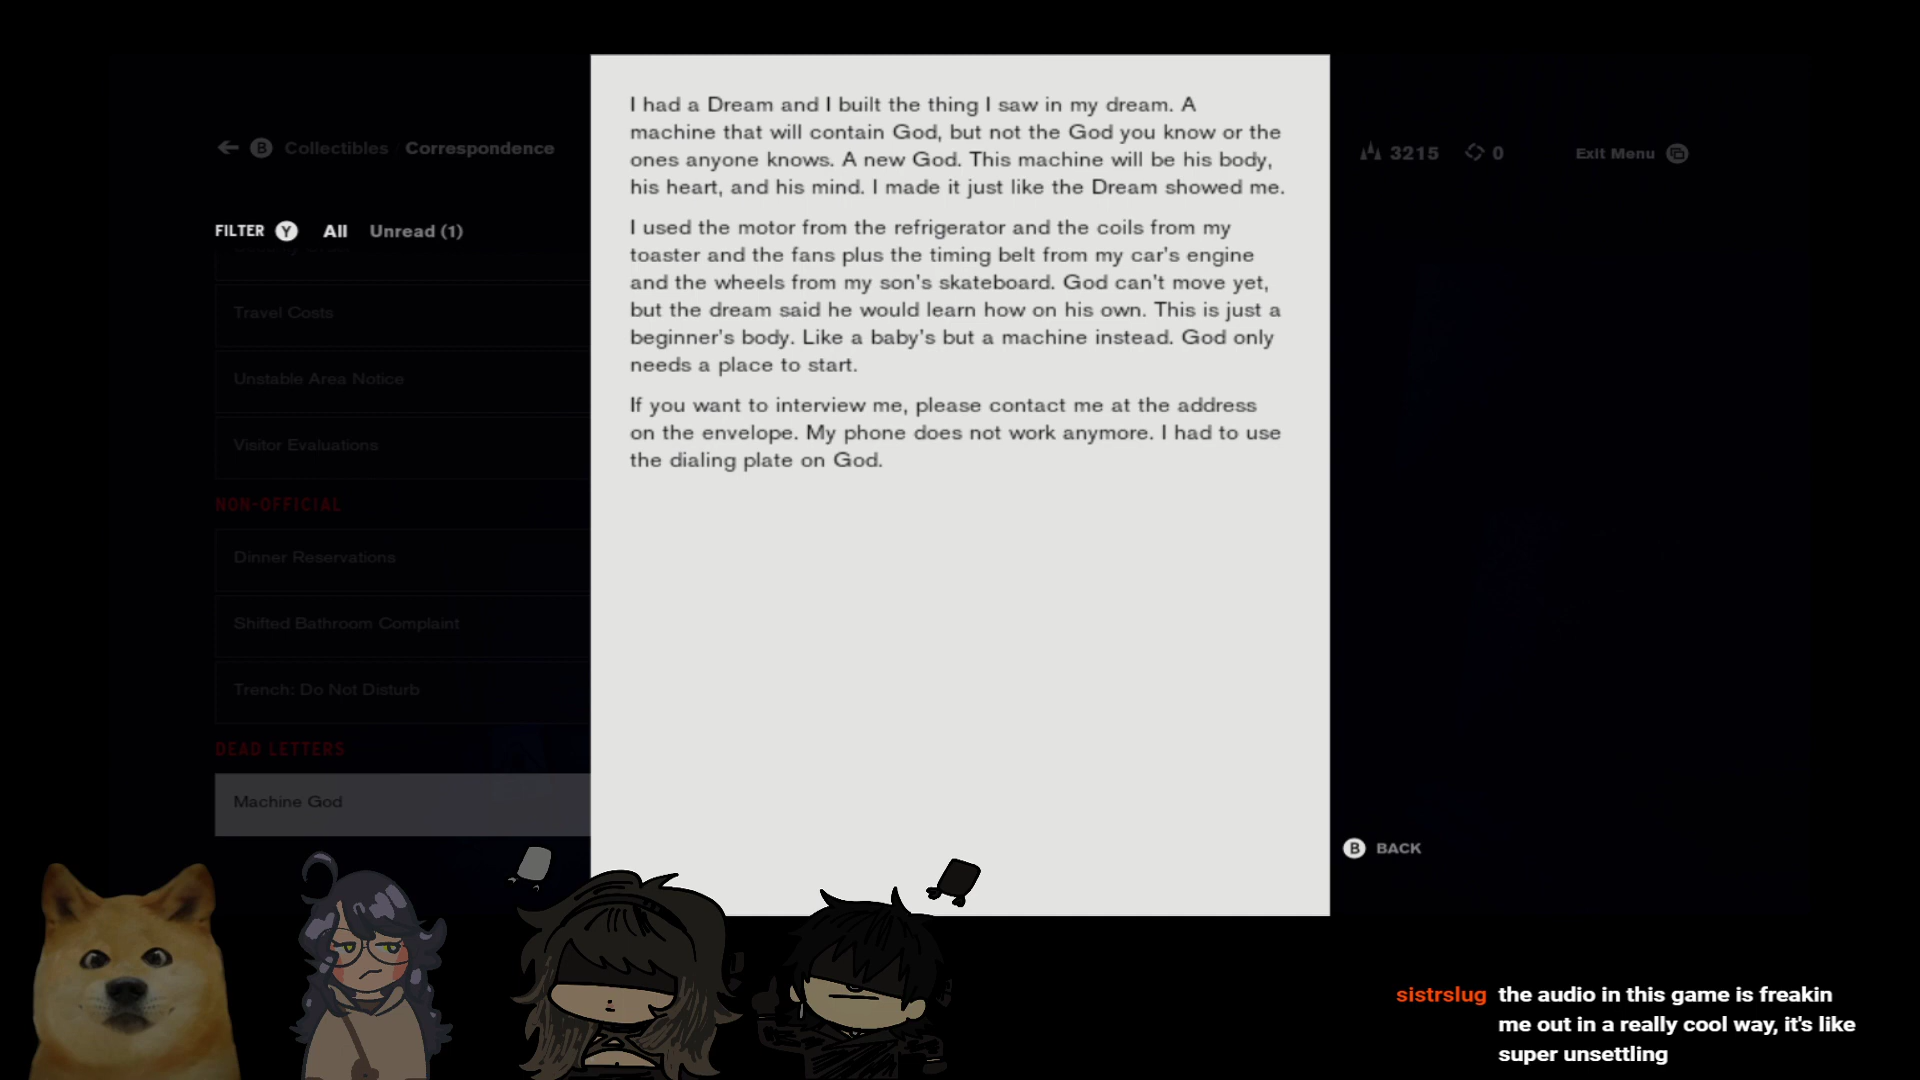 I had a Dream and I built the thing I saw in my dream. A
machine that will contain God, but not the God you know or the
ones anyone knows. A new God. This machine will be his body,
his heart, and his mind. I made it just like the Dream showed me.
I used the motor from the refrigerator and the coils from my
toaster and the fans plus the timing belt from my car's engine
and the wheels from my son's skateboard. God can't move yet,
but the dream said he would learn how on his own. This is just a
beginner's body. Like a baby's but a machine instead. God only
needs a place to start.
If you want to interview me, please contact me at the address
on the envelope. My phone does not work anymore. I had to use
the dialing plate on God.
B Collectibles / Correspondence
3215 0 Exit Menu
FILTER Y All Unread (1)
Travel Costs
Unstable Area Notice
Visitor Evaluations
NON-OFFICIAL
Dinner Reservations
Shifted Bathroom Complaint
Trench: Do Not Disturb
DEAD LETTERS
Machine God
B BACK
sistrslug the audio in this game is freakin
me out in a really cool way, it's like
super unsettling